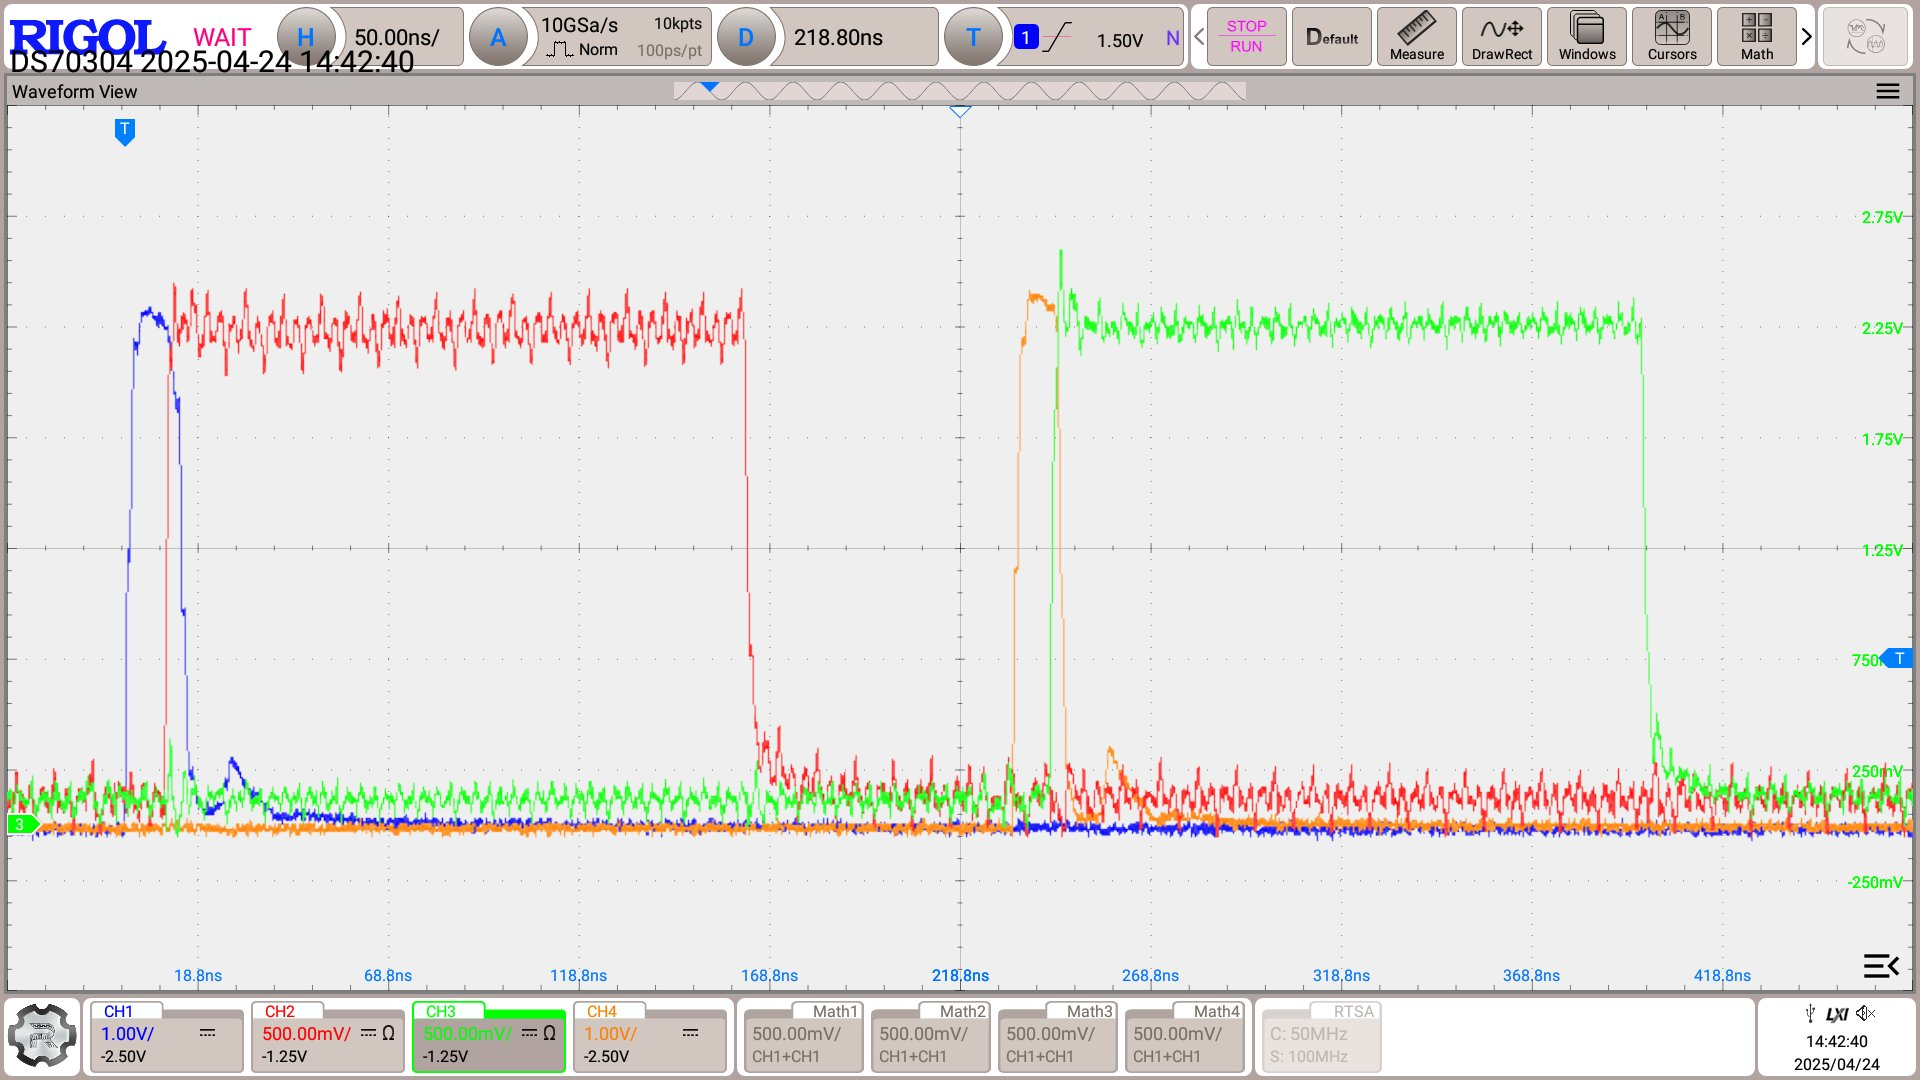 RIGOL WAIT H 50.00ns/ A 10GSa/s 10kpts Norm 100ps/pt D 218.80ns T 1 1.50V N STOP RUN Default Measure DrawRect Windows Cursors Math
DS70304 2025-04-24 14:42:40
Waveform View
T
2.75V
2.25V
1.75V
1.25V
750m T
250mV
3
-250mV
18.8ns 68.8ns 118.8ns 168.8ns 218.8ns 268.8ns 318.8ns 368.8ns 418.8ns
CH1 CH2 CH3 CH4 Math1 Math2 Math3 Math4 RTSA
1.00V/ 500.00mV/ Ω 500.00mV/ Ω 1.00V/ 500.00mV/ 500.00mV/ 500.00mV/ 500.00mV/ C: 50MHz LXI
-2.50V -1.25V -1.25V -2.50V CH1+CH1 CH1+CH1 CH1+CH1 CH1+CH1 S: 100MHz 14:42:40
2025/04/24